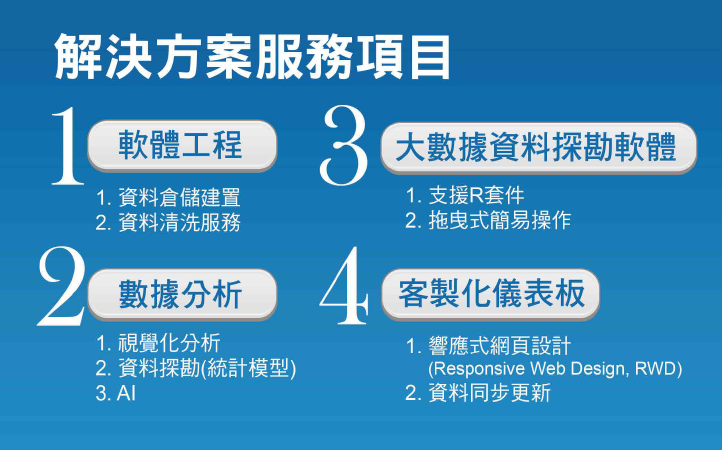 解決方案服務項目
1 軟體工程
1. 資料倉儲建置
2. 資料清洗服務
2 數據分析
1. 視覺化分析
2. 資料探勘(統計模型)
3. AI
3 大數據資料探勘軟體
1. 支援R套件
2. 拖曳式簡易操作
4 客製化儀表板
1. 響應式網頁設計
(Responsive Web Design, RWD)
2. 資料同步更新